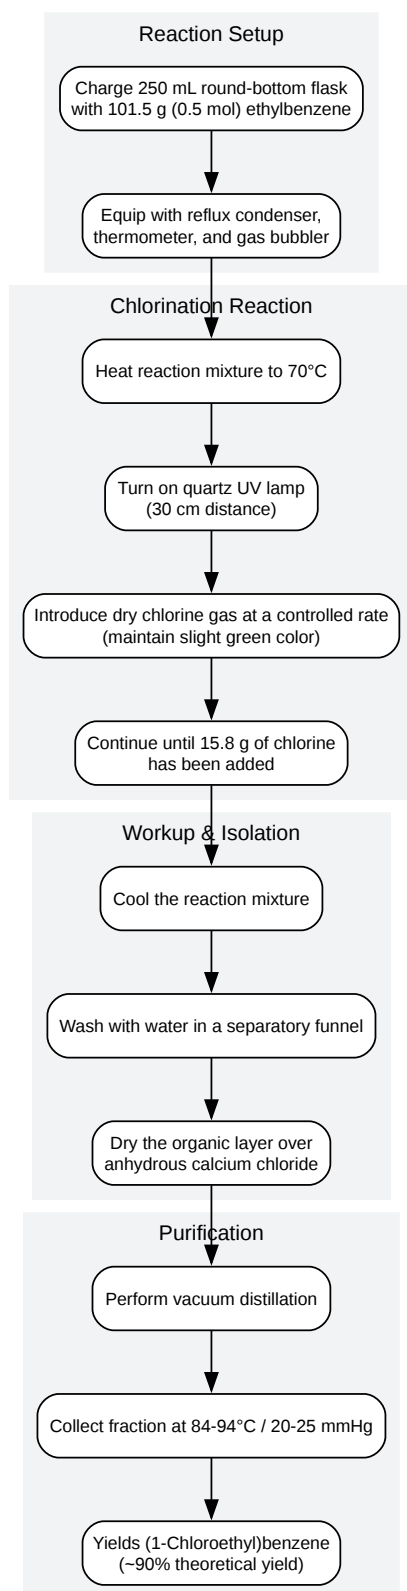 Reaction Setup
Charge 250 mL round-bottom flask
with 101.5 g (0.5 mol) ethylbenzene
Equip with reflux condenser,
thermometer, and gas bubbler
Chlorination Reaction
Heat reaction mixture to 70°C
Turn on quartz UV lamp
(30 cm distance)
Introduce dry chlorine gas at a controlled rate
(maintain slight green color)
Continue until 15.8 g of chlorine
has been added
Workup & Isolation
Cool the reaction mixture
Wash with water in a separatory funnel
Dry the organic layer over
anhydrous calcium chloride
Purification
Perform vacuum distillation
Collect fraction at 84-94°C / 20-25 mmHg
Yields (1-Chloroethyl)benzene
(~90% theoretical yield)